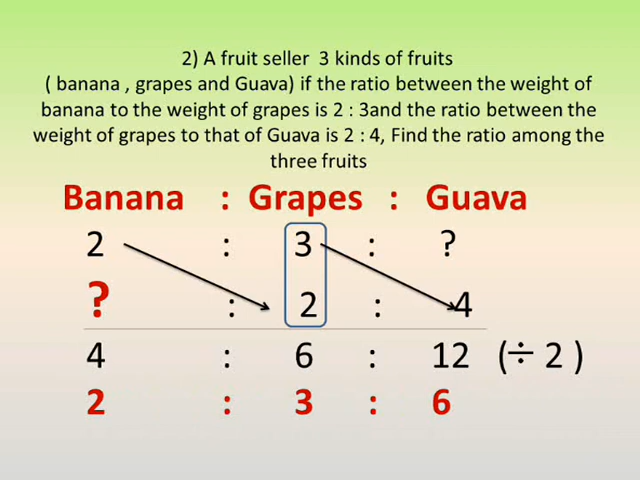 2) A fruit seller 3 kinds of fruits
( banana , grapes and Guava) if the ratio between the weight of
banana to the weight of grapes is 2 : 3and the ratio between the
weight of grapes to that of Guava is 2 : 4, Find the ratio among the
three fruits
Banana : Grapes : Guava
2 : 3 : ?
? : 2 : 4
4 : 6 : 12 (÷ 2 )
2 : 3 : 6